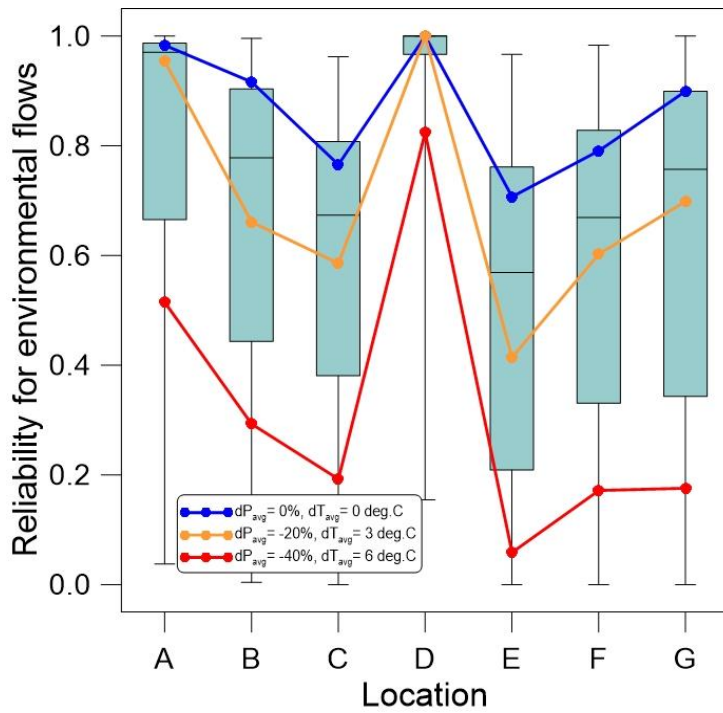 Reliability for environmental flows
1.0
0.8
0.6
0.4
0.2
0.0
dPavg= 0%, dTavg= 0 deg.C
dPavg= -20%, dTavg= 3 deg.C
dPavg= -40%, dTavg= 6 deg.C
A B C D E F G
Location